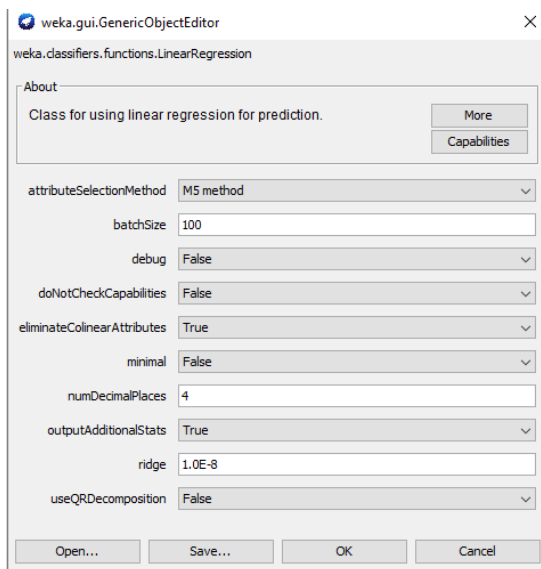 weka.gui.GenericObjectEditor
weka.classifiers.functions.LinearRegression
About
Class for using linear regression for prediction.
More
Capabilities
attributeSelectionMethod M5 method
batchSize 100
debug False
doNotCheckCapabilities False
eliminateColinearAttributes True
minimal False
numDecimalPlaces 4
outputAdditionalStats True
ridge 1.0E-8
useQRDecomposition False
Open... Save... OK Cancel